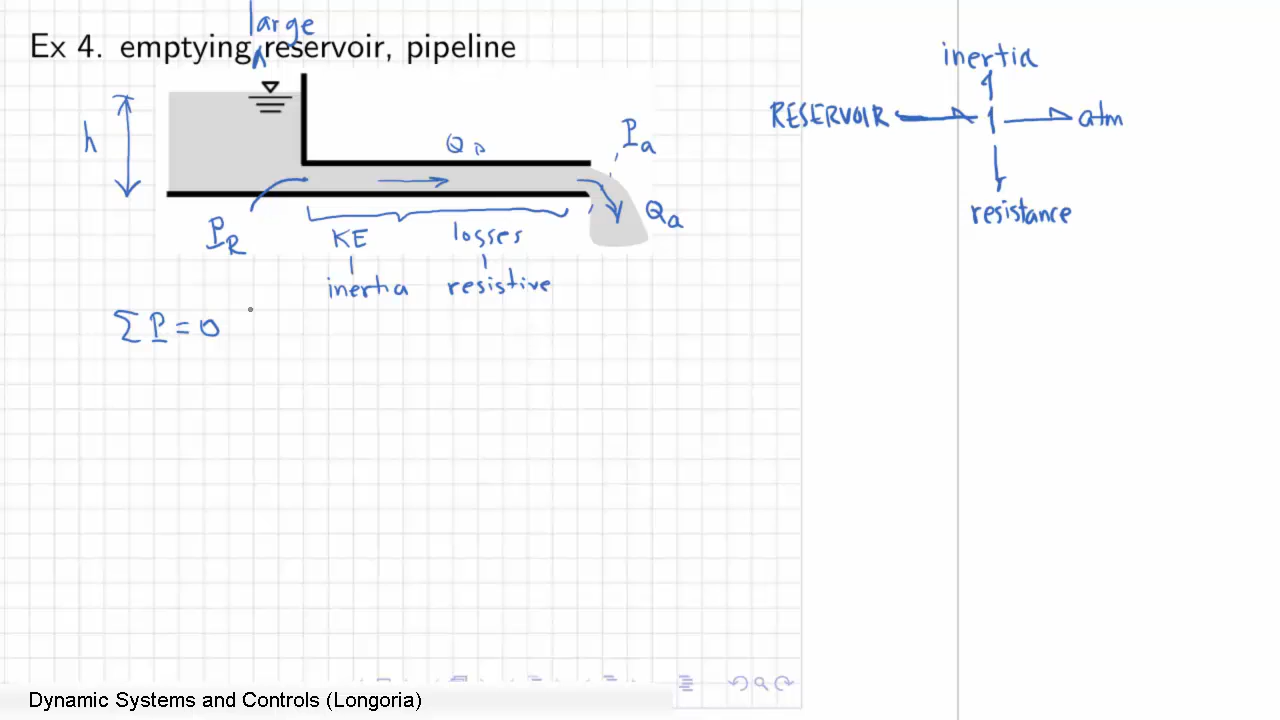 large
Ex 4. emptying reservoir, pipeline
inertia
RESERVOIR 1 atm
resistance
h
Q
P_a
P_R
Q_a
KE losses
inertia resistive
∑ P = 0
Dynamic Systems and Controls (Longoria)